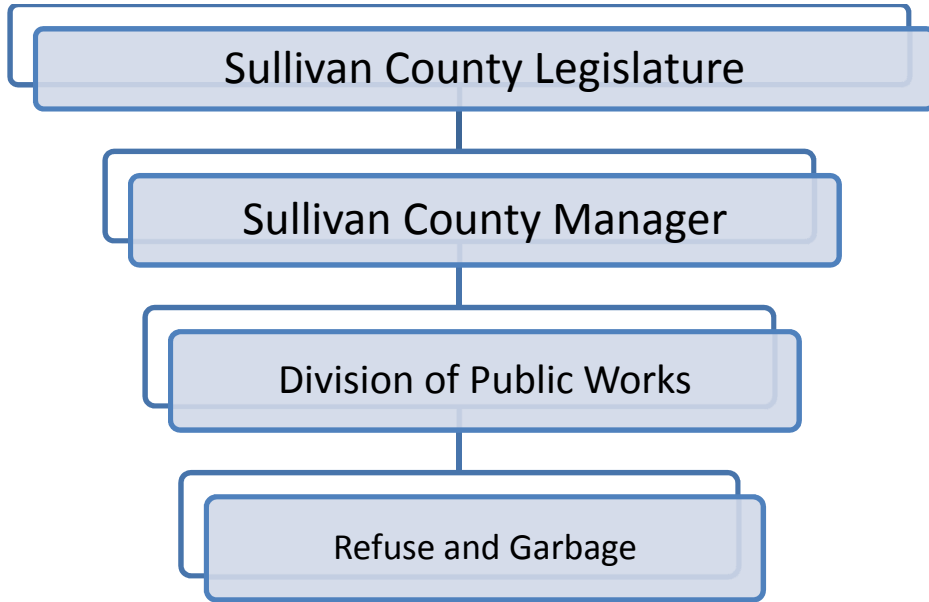 Sullivan County Legislature
Sullivan County Manager
Division of Public Works
Refuse and Garbage